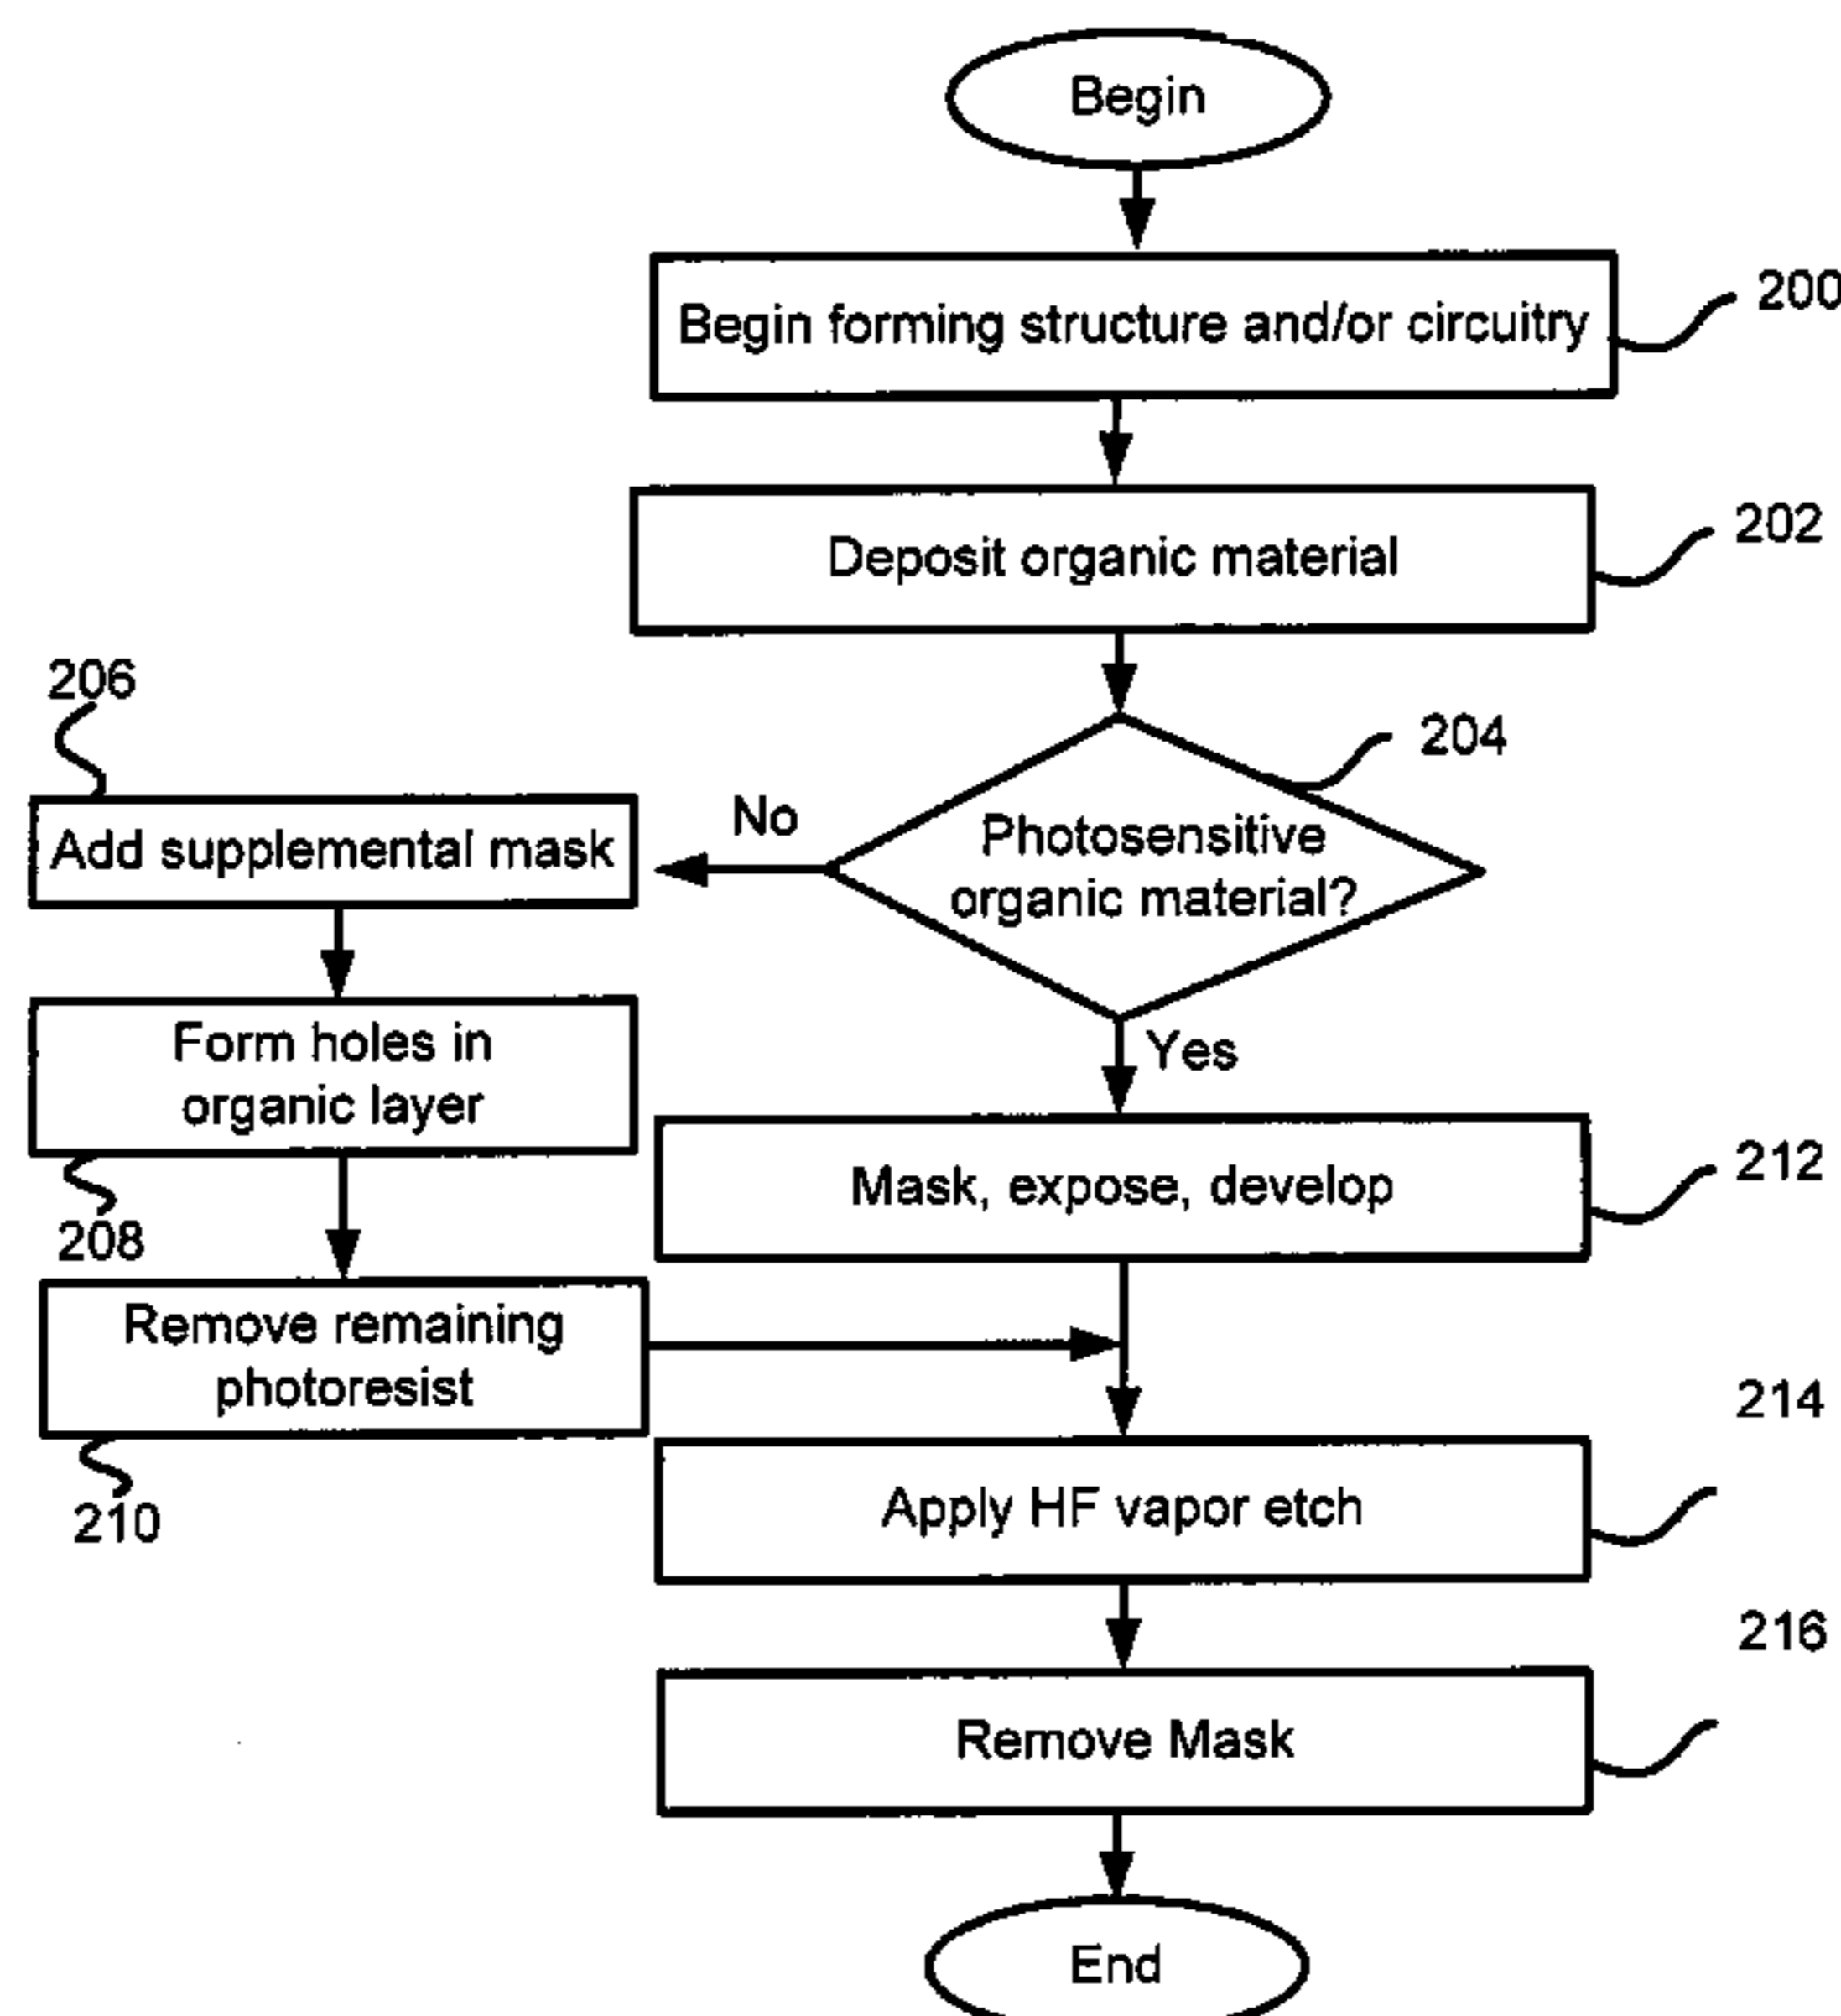 Begin
Begin forming structure and/or circuitry
200
Deposit organic material
202
204
Photosensitive
organic material?
No
Yes
206
Add supplemental mask
Form holes in
organic layer
208
Remove remaining
photoresist
210
Mask, expose, develop
212
214
Apply HF vapor etch
216
Remove Mask
End